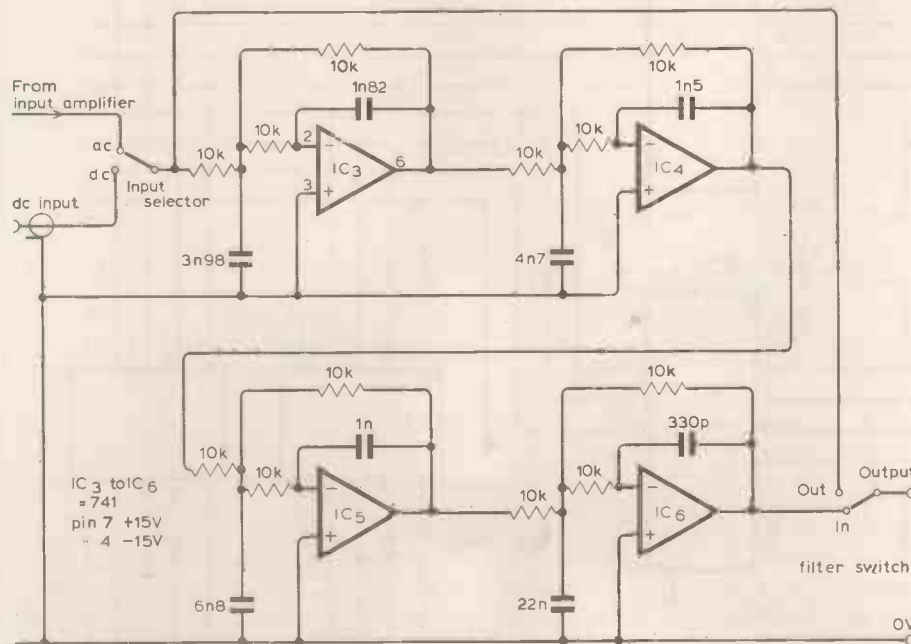 10k
10k
From
input amplifier
1n82
1n5
ac
10k
2
−
IC3
6
10k
−
IC4
10k
10k
dc
Input
selector
3
+
+
dc input
3n98
4n7
10k
10k
1n
330p
10k
10k
−
IC5
10k
10k
−
IC6
Out
Output
In
+
+
IC3 to IC6
=741
pin 7 +15V
" 4 −15V
filter switch
6n8
22n
0V